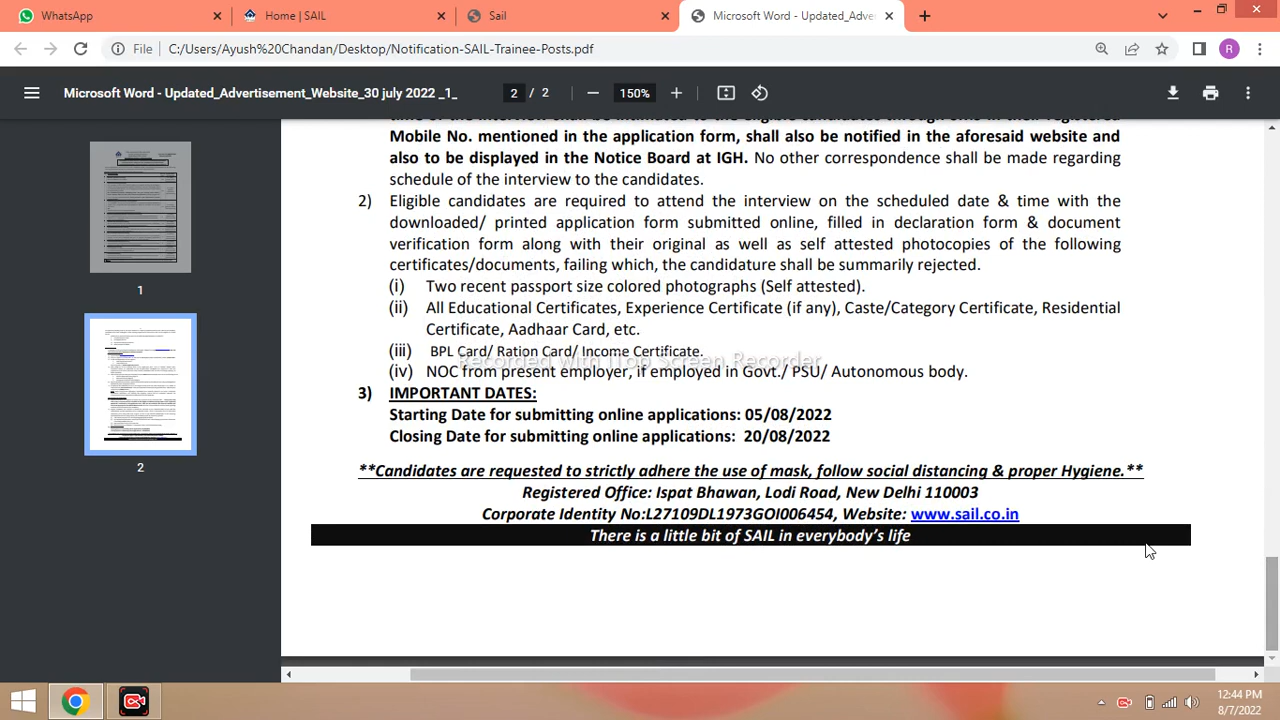 WhatsApp
Home | SAIL
Sail
Microsoft Word - Updated_Adve
File
C:/Users/Ayush%20Chandan/Desktop/Notification-SAIL-Trainee-Posts.pdf
R
Microsoft Word - Updated_Advertisement_Website_30 july 2022 _1_
2 / 2
150%
Mobile No. mentioned in the application form, shall also be notified in the aforesaid website and
also to be displayed in the Notice Board at IGH. No other correspondence shall be made regarding
schedule of the interview to the candidates.
2) Eligible candidates are required to attend the interview on the scheduled date & time with the
downloaded/ printed application form submitted online, filled in declaration form & document
verification form along with their original as well as self attested photocopies of the following
certificates/documents, failing which, the candidature shall be summarily rejected.
(i) Two recent passport size colored photographs (Self attested).
(ii) All Educational Certificates, Experience Certificate (if any), Caste/Category Certificate, Residential
Certificate, Aadhaar Card, etc.
(iii) BPL Card/ Ration Card/ Income Certificate.
Recorded with iTop Screen Recorder
(iv) NOC from present employer, if employed in Govt./ PSU/ Autonomous body.
3) IMPORTANT DATES:
Starting Date for submitting online applications: 05/08/2022
Closing Date for submitting online applications: 20/08/2022
**Candidates are requested to strictly adhere the use of mask, follow social distancing & proper Hygiene.**
Registered Office: Ispat Bhawan, Lodi Road, New Delhi 110003
Corporate Identity No:L27109DL1973GOI006454, Website: www.sail.co.in
There is a little bit of SAIL in everybody's life
1
2
12:44 PM
8/7/2022